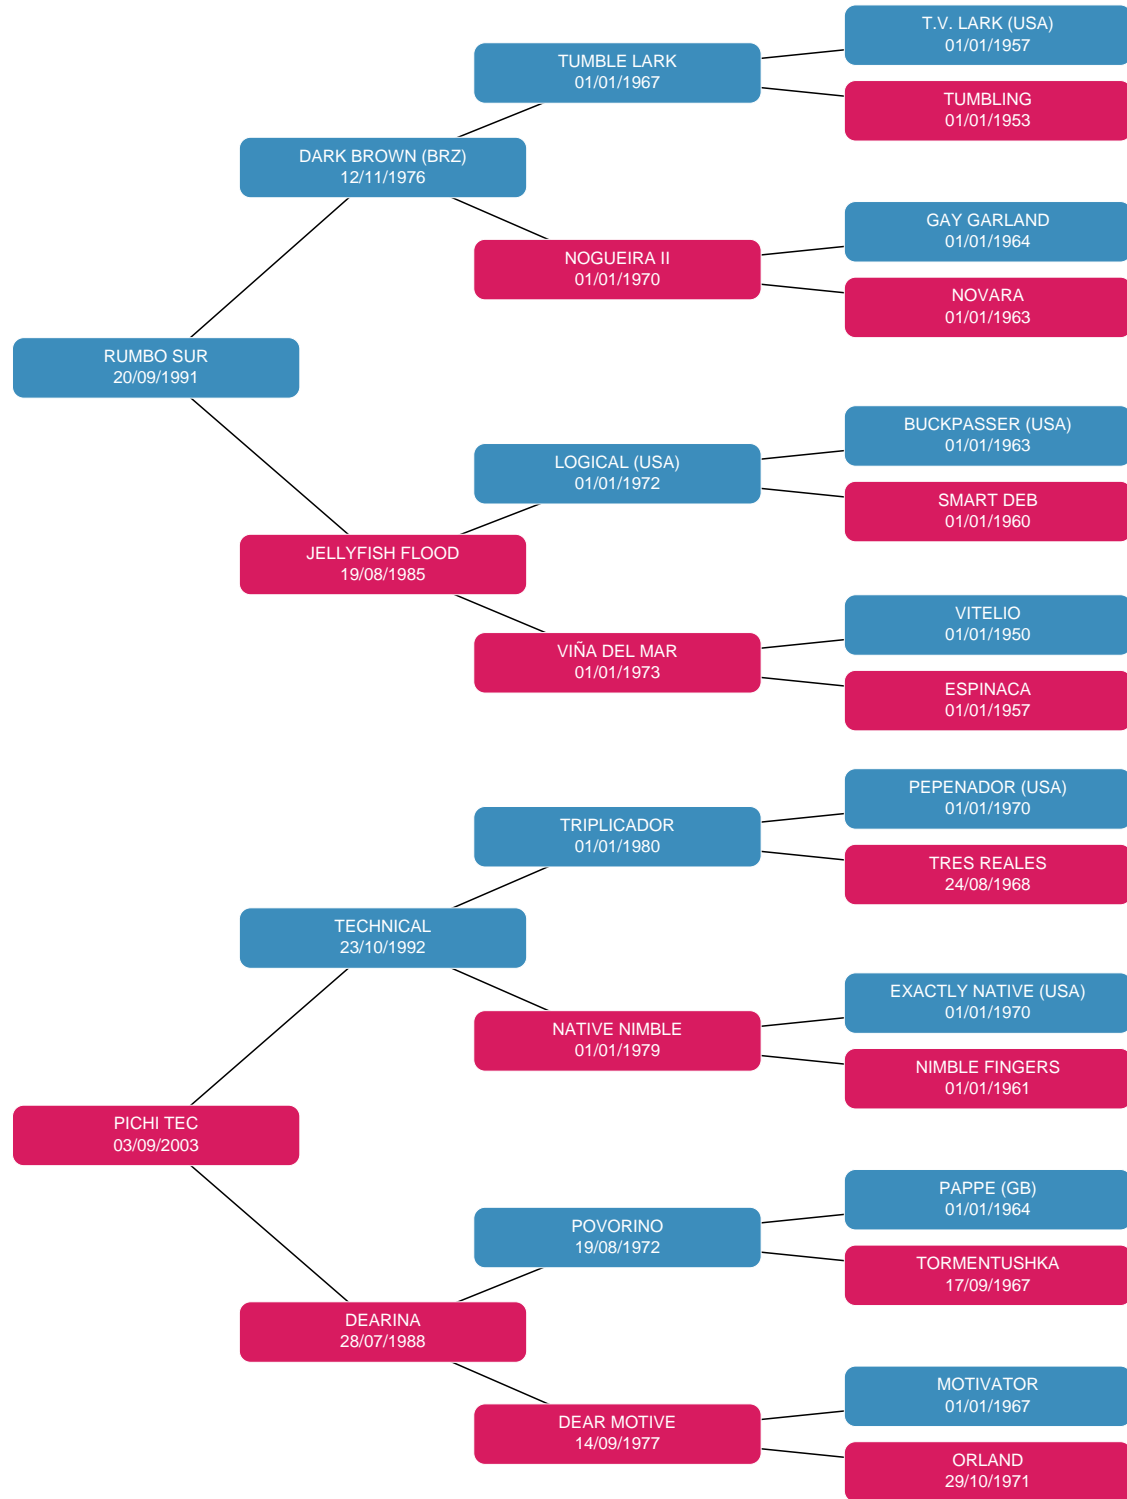 T.V. LARK (USA)
01/01/1957
TUMBLE LARK
01/01/1967
TUMBLING
01/01/1953
DARK BROWN (BRZ)
12/11/1976
GAY GARLAND
01/01/1964
NOGUEIRA II
01/01/1970
NOVARA
01/01/1963
RUMBO SUR
20/09/1991
BUCKPASSER (USA)
01/01/1963
LOGICAL (USA)
01/01/1972
SMART DEB
01/01/1960
JELLYFISH FLOOD
19/08/1985
VITELIO
01/01/1950
VIÑA DEL MAR
01/01/1973
ESPINACA
01/01/1957
PEPENADOR (USA)
01/01/1970
TRIPLICADOR
01/01/1980
TRES REALES
24/08/1968
TECHNICAL
23/10/1992
EXACTLY NATIVE (USA)
01/01/1970
NATIVE NIMBLE
01/01/1979
NIMBLE FINGERS
01/01/1961
PICHI TEC
03/09/2003
PAPPE (GB)
01/01/1964
POVORINO
19/08/1972
TORMENTUSHKA
17/09/1967
DEARINA
28/07/1988
MOTIVATOR
01/01/1967
DEAR MOTIVE
14/09/1977
ORLAND
29/10/1971